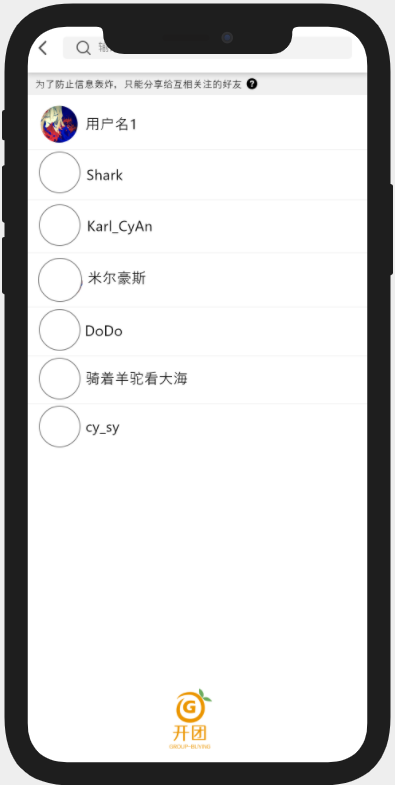 为了防止信息轰炸，只能分享给互相关注的好友 ?
用户名1
Shark
Karl_CyAn
米尔豪斯
DoDo
骑着羊驼看大海
cy_sy
G
开团
GROUP-BUYING